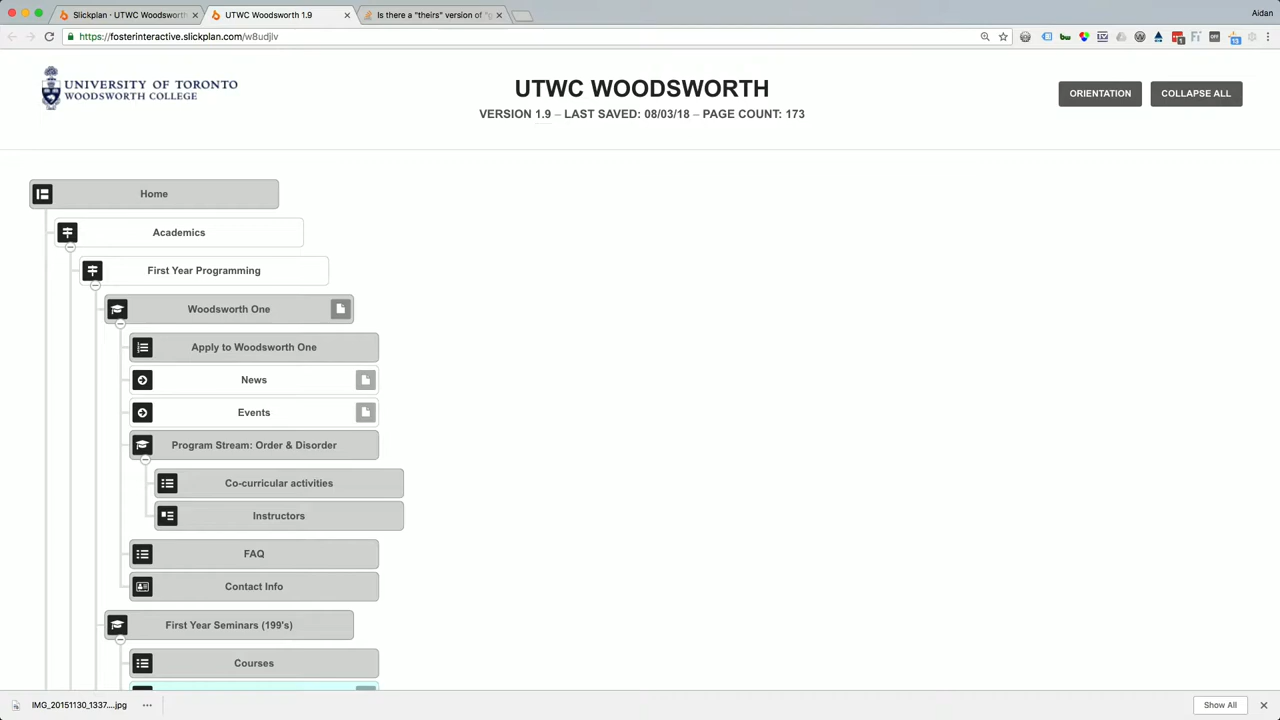 Slickplan · UTWC Woodsworth
UTWC Woodsworth 1.9
Is there a "theirs" version of "g
Aidan
https://fosterinteractive.slickplan.com/w8udjlv
UNIVERSITY OF TORONTO
WOODSWORTH COLLEGE
UTWC WOODSWORTH
VERSION 1.9 – LAST SAVED: 08/03/18 – PAGE COUNT: 173
ORIENTATION
COLLAPSE ALL
Home
Academics
First Year Programming
Woodsworth One
Apply to Woodsworth One
News
Events
Program Stream: Order & Disorder
Co-curricular activities
Instructors
FAQ
Contact Info
First Year Seminars (199's)
Courses
IMG_20151130_1337....jpg
Show All